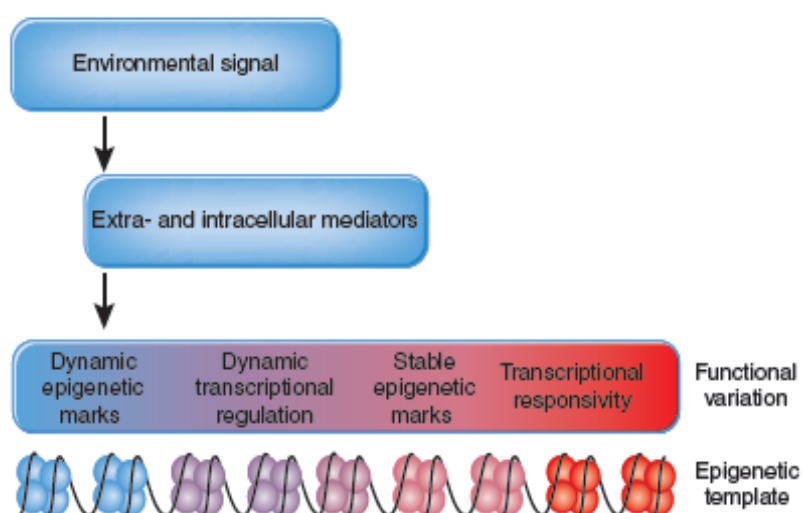 Environmental signal
Extra- and intracellular mediators
Dynamic
epigenetic
marks
Dynamic
transcriptional
regulation
Stable
epigenetic
marks
Transcriptional
responsivity
Functional
variation
Epigenetic
template